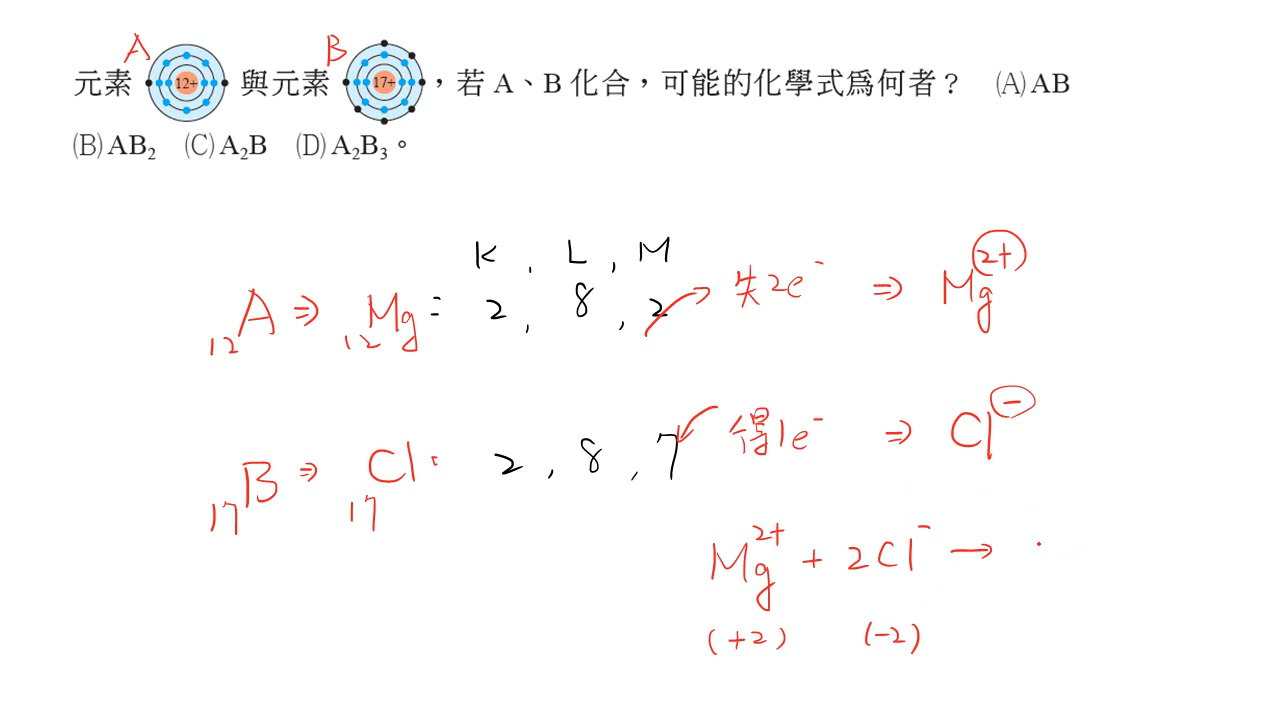 A B
元素 12+ 與元素 17+ ，若 A、B 化合，可能的化學式爲何者？ (A) AB
(B) AB₂ (C) A₂B (D) A₂B₃。
K , L , M
₁₂A ⇒ ₁₂Mg = 2 , 8 , 2 失2e⁻ ⇒ Mg²⁺
₁₇B ⇒ ₁₇Cl : 2 , 8 , 7 得1e⁻ ⇒ Cl⁻
Mg²⁺ + 2Cl⁻ →
(+2) (-2)